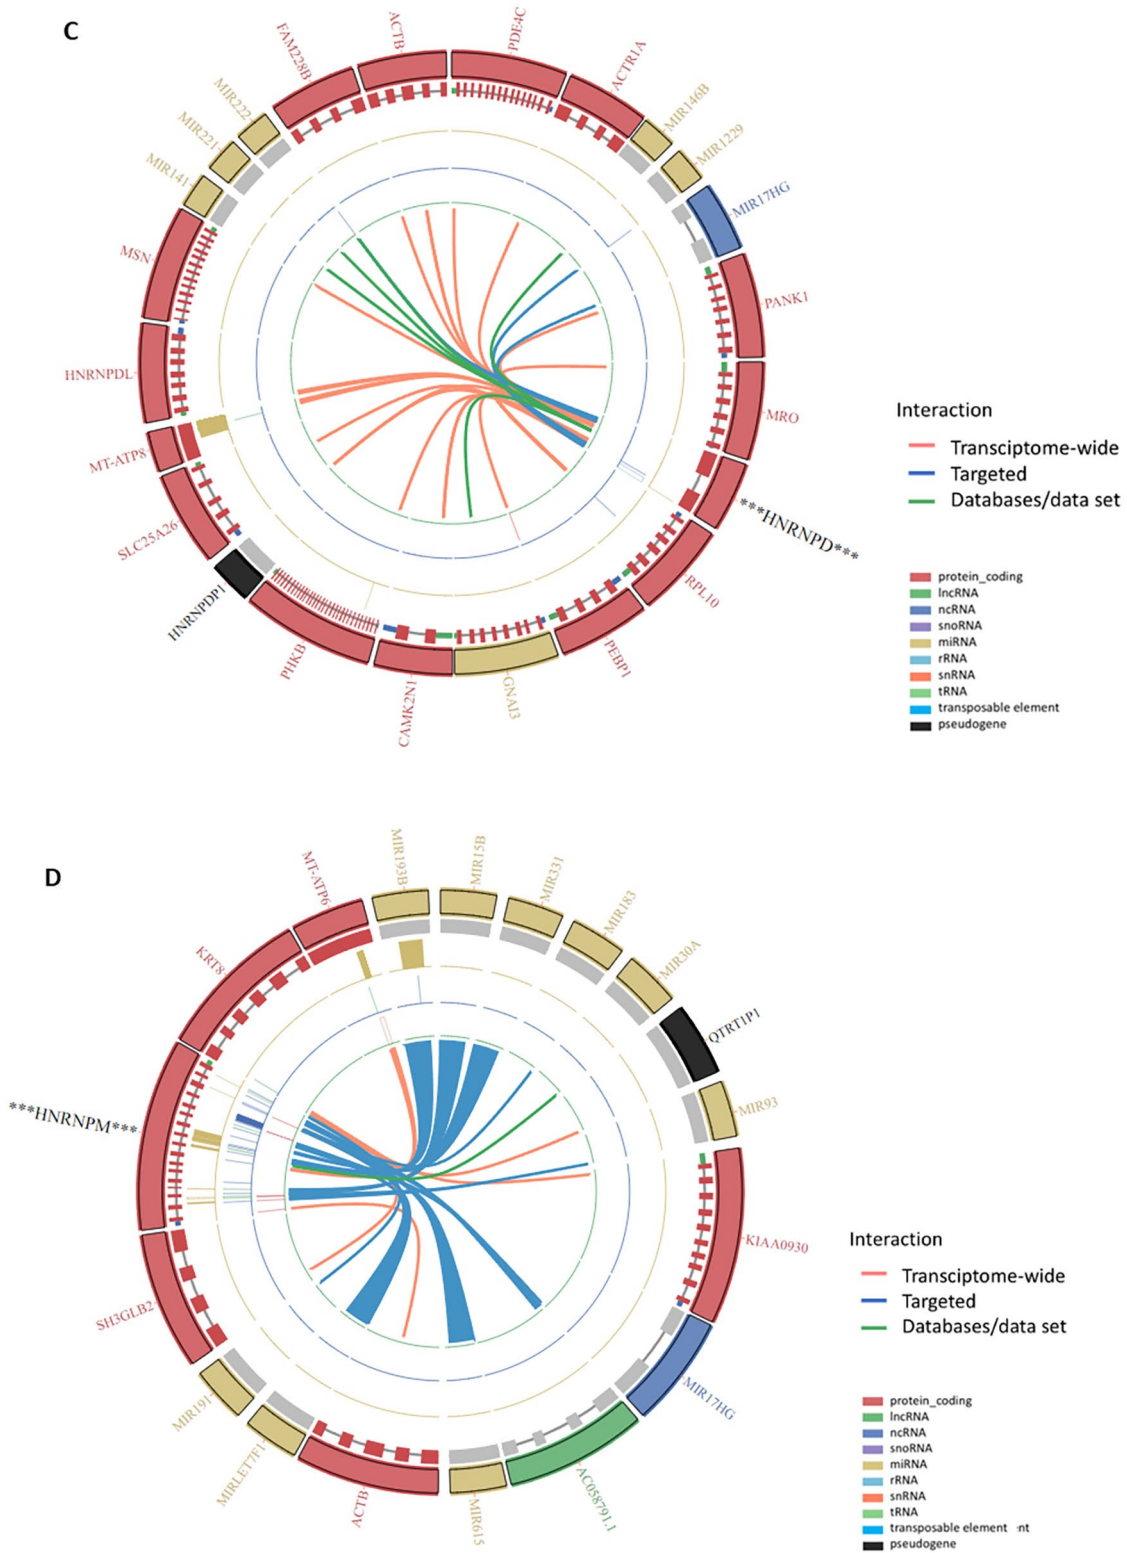 C
FAM228B
ACTB
PDE4C
ACTR1A
MIR222
MIR146B
MIR221
MIR1229
MIR141
MIR17HG
MSN
PANK1
HNRNPDL
MRO
MT-ATP8
***HNRNPD***
SLC25A26
RPL10
HNRNPDP1
PEBP1
PHKB
GNAI3
CAMK2N1
Interaction
Transciptome-wide
Targeted
Databases/data set
protein_coding
lncRNA
ncRNA
snoRNA
miRNA
rRNA
snRNA
tRNA
transposable element
pseudogene
D
MT-ATP6
MIR193B
MIR15B
MIR331
MIR183
KRT8
MIR30A
QTRT1P1
***HNRNPM***
MIR93
KIAA0930
SH3GLB2
MIR17HG
MIR191
MIRLET7F1
ACTB
MIR615
AC058791.1
Interaction
Transciptome-wide
Targeted
Databases/data set
protein_coding
lncRNA
ncRNA
snoRNA
miRNA
rRNA
snRNA
tRNA
transposable element nt
pseudogene